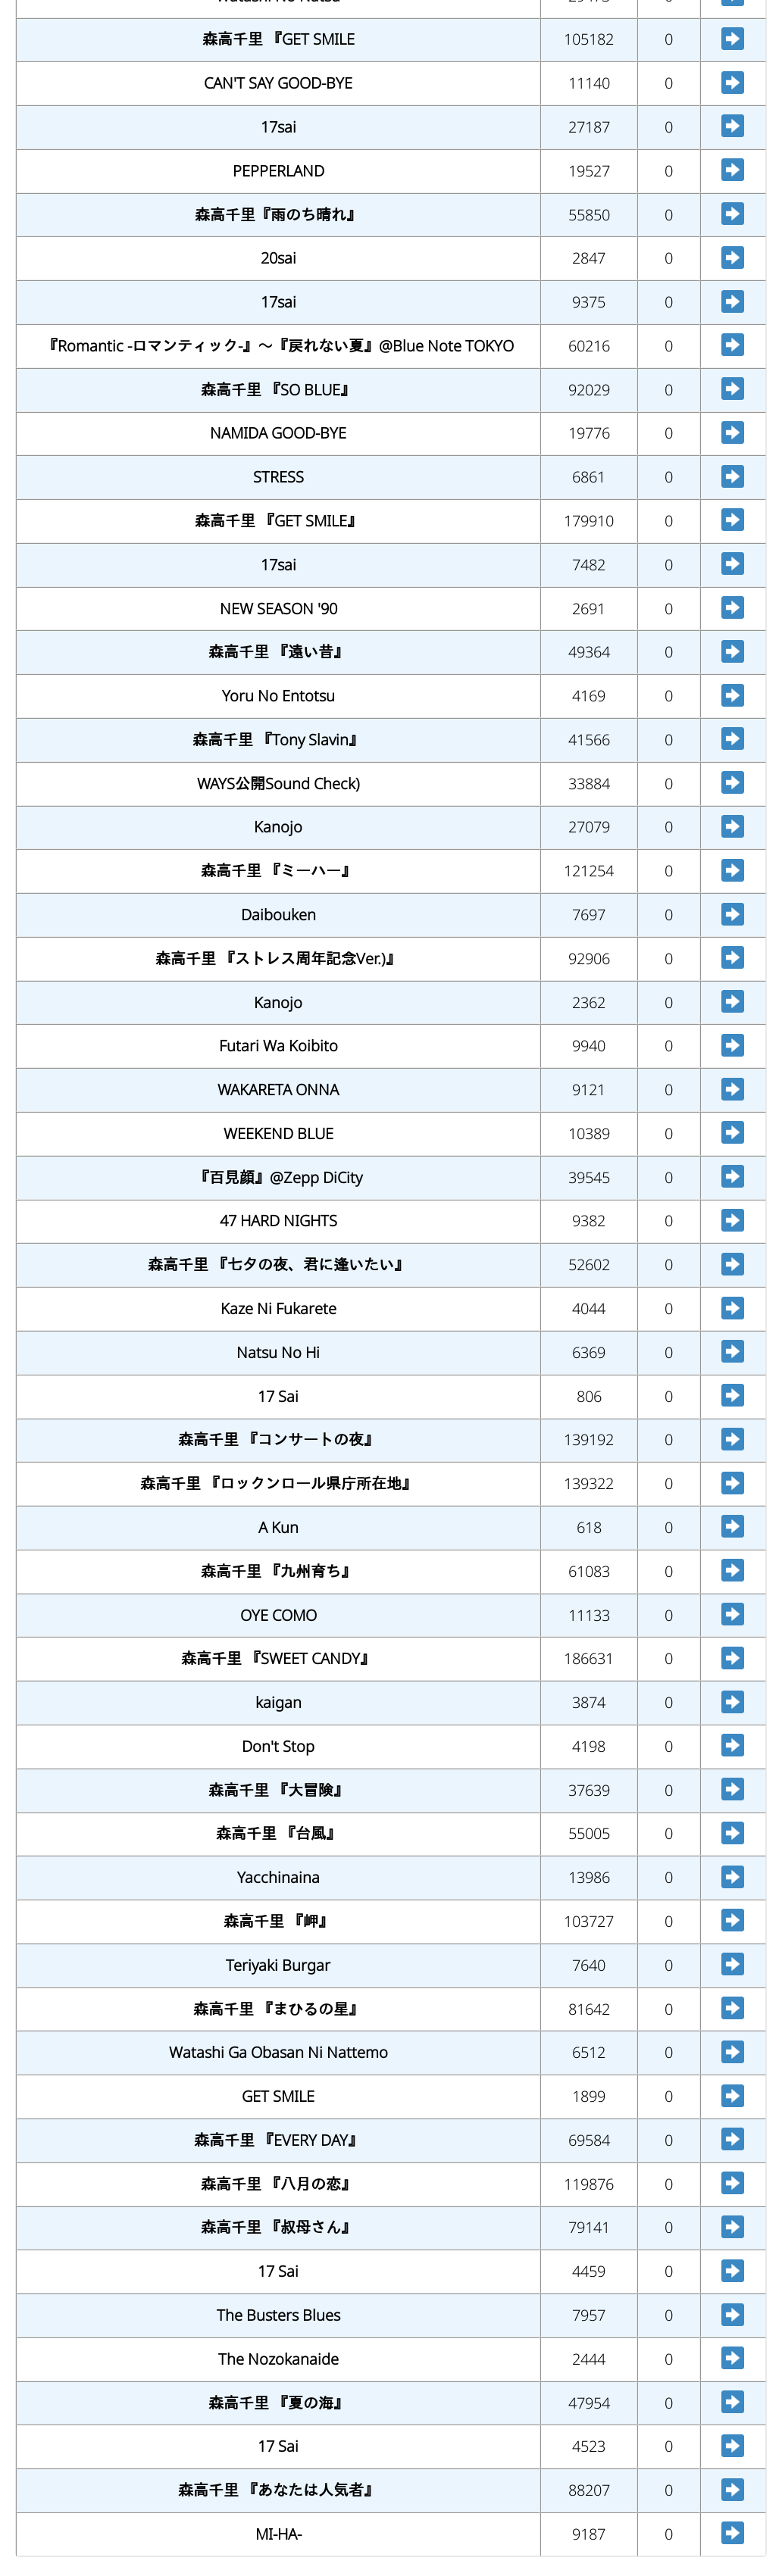 森高千里 『GET SMILE 105182 0
CAN'T SAY GOOD-BYE 11140 0
17sai 27187 0
PEPPERLAND 19527 0
森高千里『雨のち晴れ』 55850 0
20sai 2847 0
17sai 9375 0
『Romantic -ロマンティック-』～『戻れない夏』@Blue Note TOKYO 60216 0
森高千里 『SO BLUE』 92029 0
NAMIDA GOOD-BYE 19776 0
STRESS 6861 0
森高千里 『GET SMILE』 179910 0
17sai 7482 0
NEW SEASON '90 2691 0
森高千里 『遠い昔』 49364 0
Yoru No Entotsu 4169 0
森高千里 『Tony Slavin』 41566 0
WAYS公開Sound Check) 33884 0
Kanojo 27079 0
森高千里 『ミーハー』 121254 0
Daibouken 7697 0
森高千里 『ストレス周年記念Ver.)』 92906 0
Kanojo 2362 0
Futari Wa Koibito 9940 0
WAKARETA ONNA 9121 0
WEEKEND BLUE 10389 0
『百見顔』@Zepp DiCity 39545 0
47 HARD NIGHTS 9382 0
森高千里 『七夕の夜、君に逢いたい』 52602 0
Kaze Ni Fukarete 4044 0
Natsu No Hi 6369 0
17 Sai 806 0
森高千里 『コンサートの夜』 139192 0
森高千里 『ロックンロール県庁所在地』 139322 0
A Kun 618 0
森高千里 『九州育ち』 61083 0
OYE COMO 11133 0
森高千里 『SWEET CANDY』 186631 0
kaigan 3874 0
Don't Stop 4198 0
森高千里 『大冒険』 37639 0
森高千里 『台風』 55005 0
Yacchinaina 13986 0
森高千里 『岬』 103727 0
Teriyaki Burgar 7640 0
森高千里 『まひるの星』 81642 0
Watashi Ga Obasan Ni Nattemo 6512 0
GET SMILE 1899 0
森高千里 『EVERY DAY』 69584 0
森高千里 『八月の恋』 119876 0
森高千里 『叔母さん』 79141 0
17 Sai 4459 0
The Busters Blues 7957 0
The Nozokanaide 2444 0
森高千里 『夏の海』 47954 0
17 Sai 4523 0
森高千里 『あなたは人気者』 88207 0
MI-HA- 9187 0